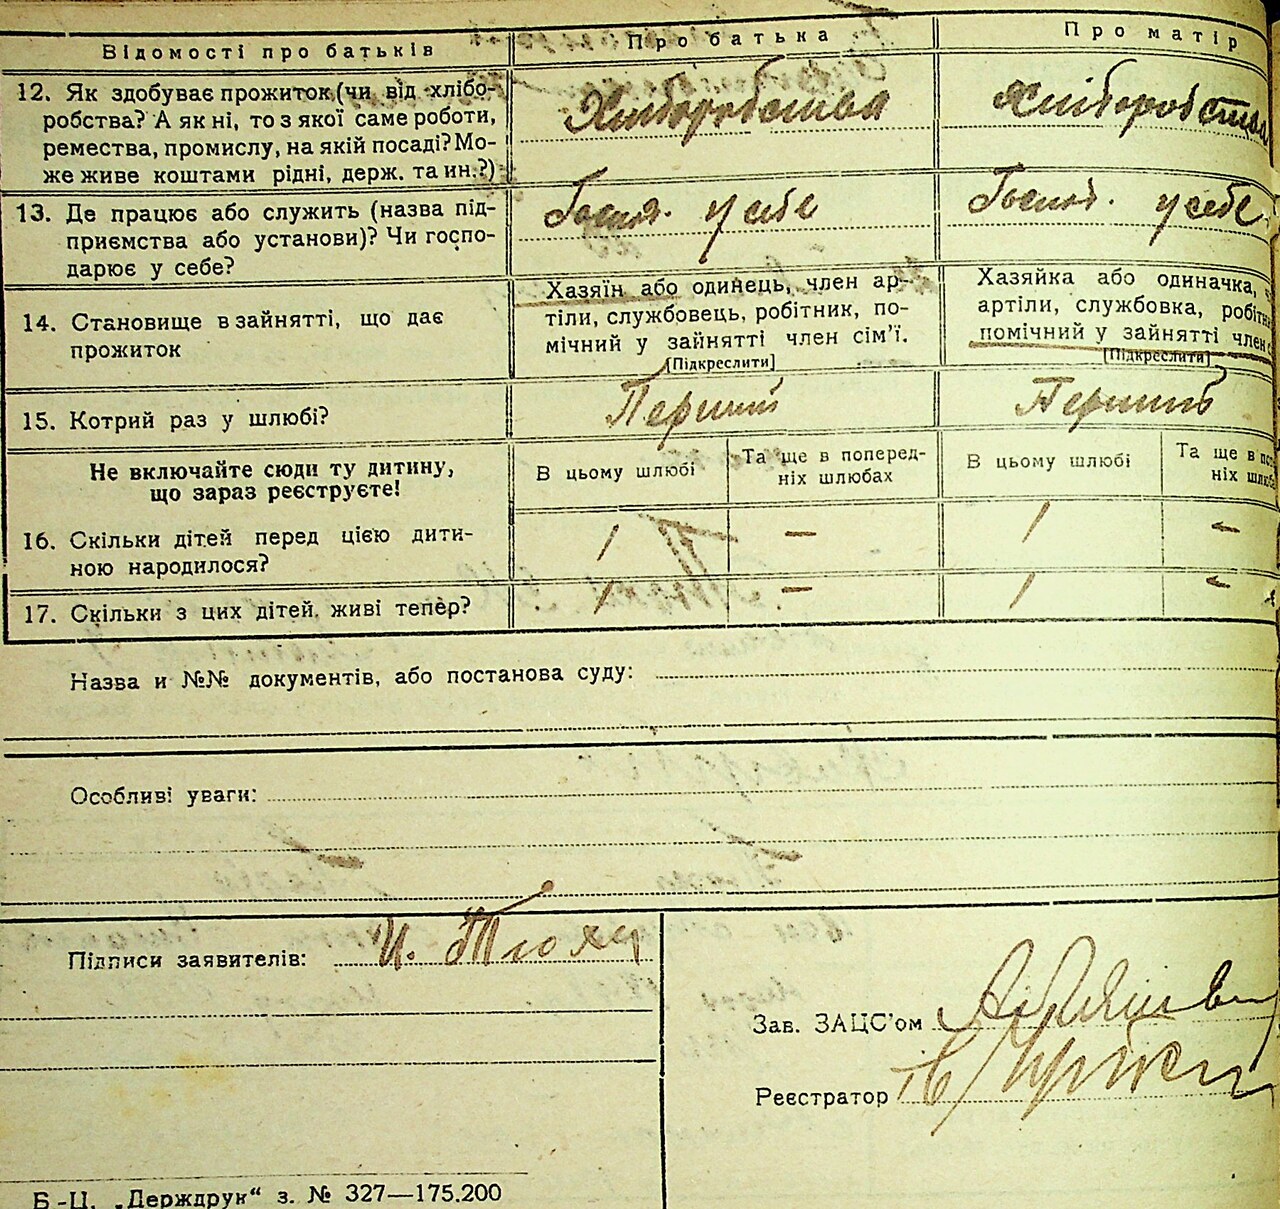 Відомості про батьків
Про батька
Про матір
12. Як здобуває прожиток (чи від хлібо-
робства? А як ні, то з якої саме роботи,
ремества, промислу, на якій посаді? Мо-
же живе коштами рідні, держ. та ин.?)
Хліборобства
Хліборобства
13. Де працює або служить (назва під-
приємства або установи)? Чи госпо-
дарює у себе?
Госп. у себе
Господ. у себе
14. Становище в зайнятті, що дає
прожиток
Хазяїн або одинець, член ар-
тіли, службовець, робітник, по-
мічний у зайнятті член сім’ї.
[Підкреслити]
Хазяйка або одиначка,
артіли, службовка,
помічний у зайнятті член
[Підкреслити]
15. Котрий раз у шлюбі?
Перший
Перший
Не включайте сюди ту дитину,
що зараз реєструєте!
В цьому шлюбі
Та ще в поперед-
ніх шлюбах
В цьому шлюбі
Та ще в
ніх
16. Скільки дітей перед цією дити-
ною народилося?
1 — 1 —
17. Скільки з цих дітей живі тепер?
1 — 1 —
Назва и №№ документів, або постанова суду:
Особливі уваги:
Підписи заявителів: И.
Зав. ЗАЦС’ом
Реєстратор
Б-Ц. „Держдрук“ з. № 327—175.200